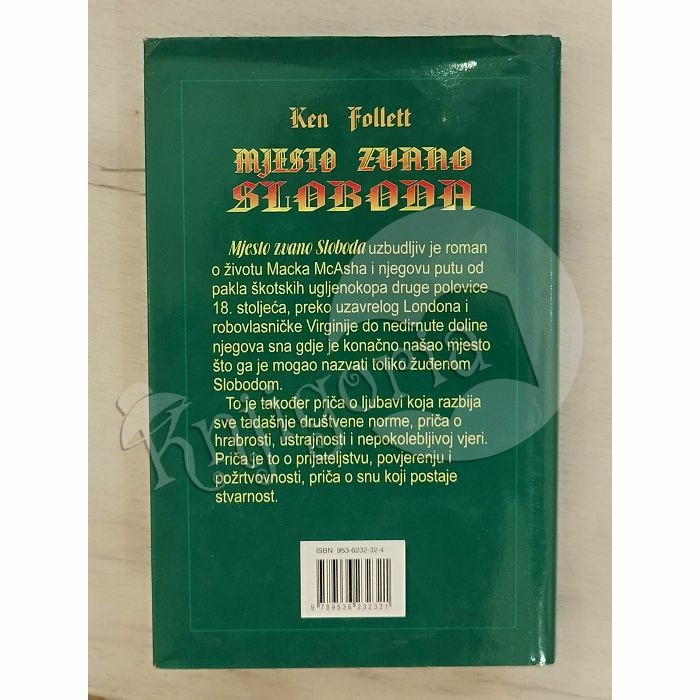 Ken Follett
MJESTO ZVANO
SLOBODA
Mjesto zvano Sloboda uzbudljiv je roman
o životu Macka McAsha i njegovu putu od
pakla škotskih ugljenokopa druge polovice
18. stoljeća, preko uzavrelog Londona i
robovlasničke Virginije do nedirnute doline
njegova sna gdje je konačno našao mjesto
što ga je mogao nazvati toliko žuđenom
Slobodom.
To je također priča o ljubavi koja razbija
sve tadašnje društvene norme, priča o
hrabrosti, ustrajnosti i nepokolebljivoj vjeri.
Priča je to o prijateljstvu, povjerenju i
požrtvovnosti, priča o snu koji postaje
stvarnost.
Knjigoria
ISBN 953-6232-32-4
9 789536 232321